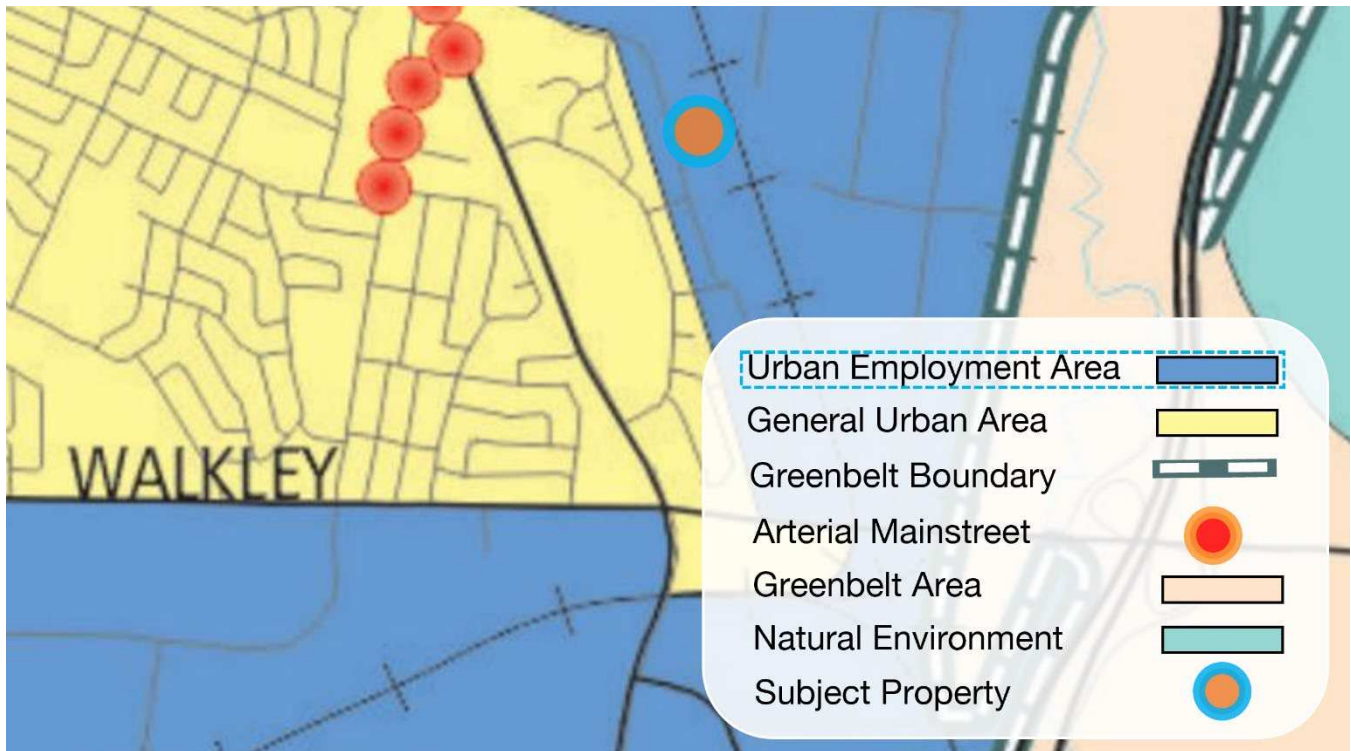 Urban Employment Area
General Urban Area
WALKLEY
Greenbelt Boundary
Arterial Mainstreet
Greenbelt Area
Natural Environment
Subject Property